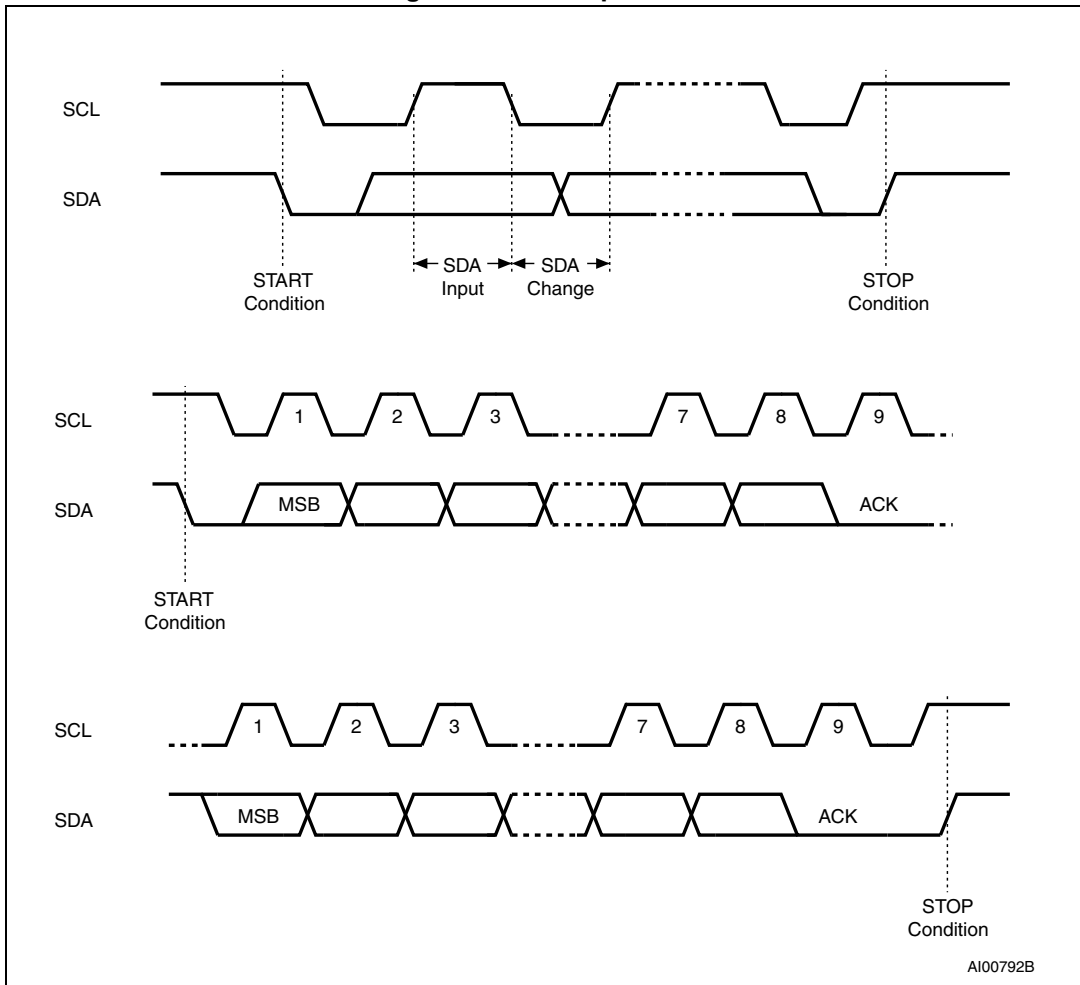 SCL
SDA
SDA Input
SDA Change
START Condition
STOP Condition
SCL
1 2 3 7 8 9
SDA
MSB
ACK
START Condition
SCL
1 2 3 7 8 9
SDA
MSB
ACK
STOP Condition
AI00792B